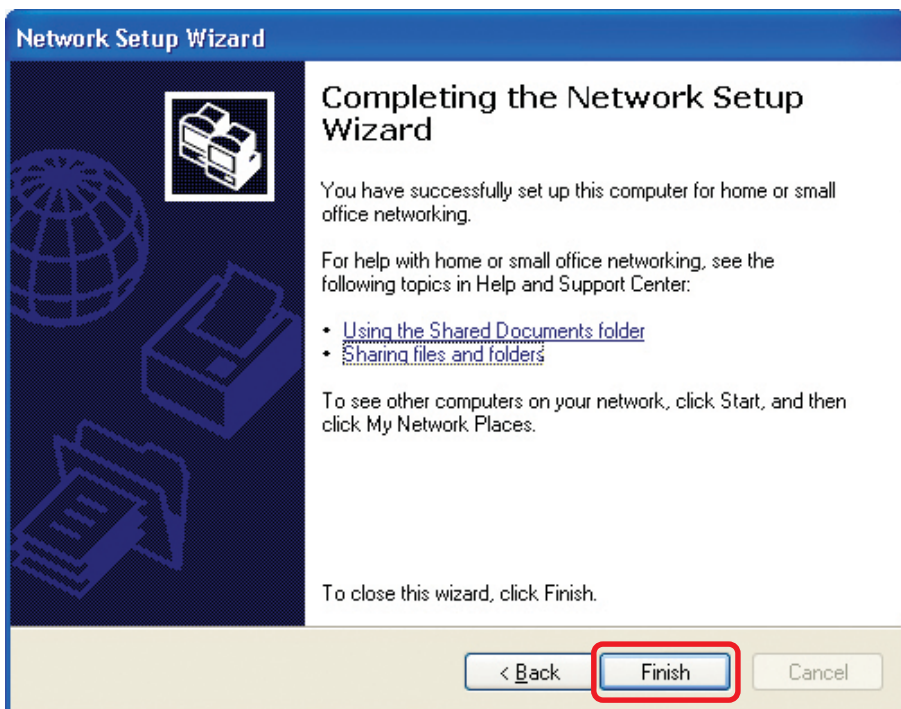 Network Setup Wizard
Completing the Network Setup
Wizard
You have successfully set up this computer for home or small
office networking.
For help with home or small office networking, see the
following topics in Help and Support Center:
• Using the Shared Documents folder
• Sharing files and folders
To see other computers on your network, click Start, and then
click My Network Places.
To close this wizard, click Finish.
< Back
Finish
Cancel